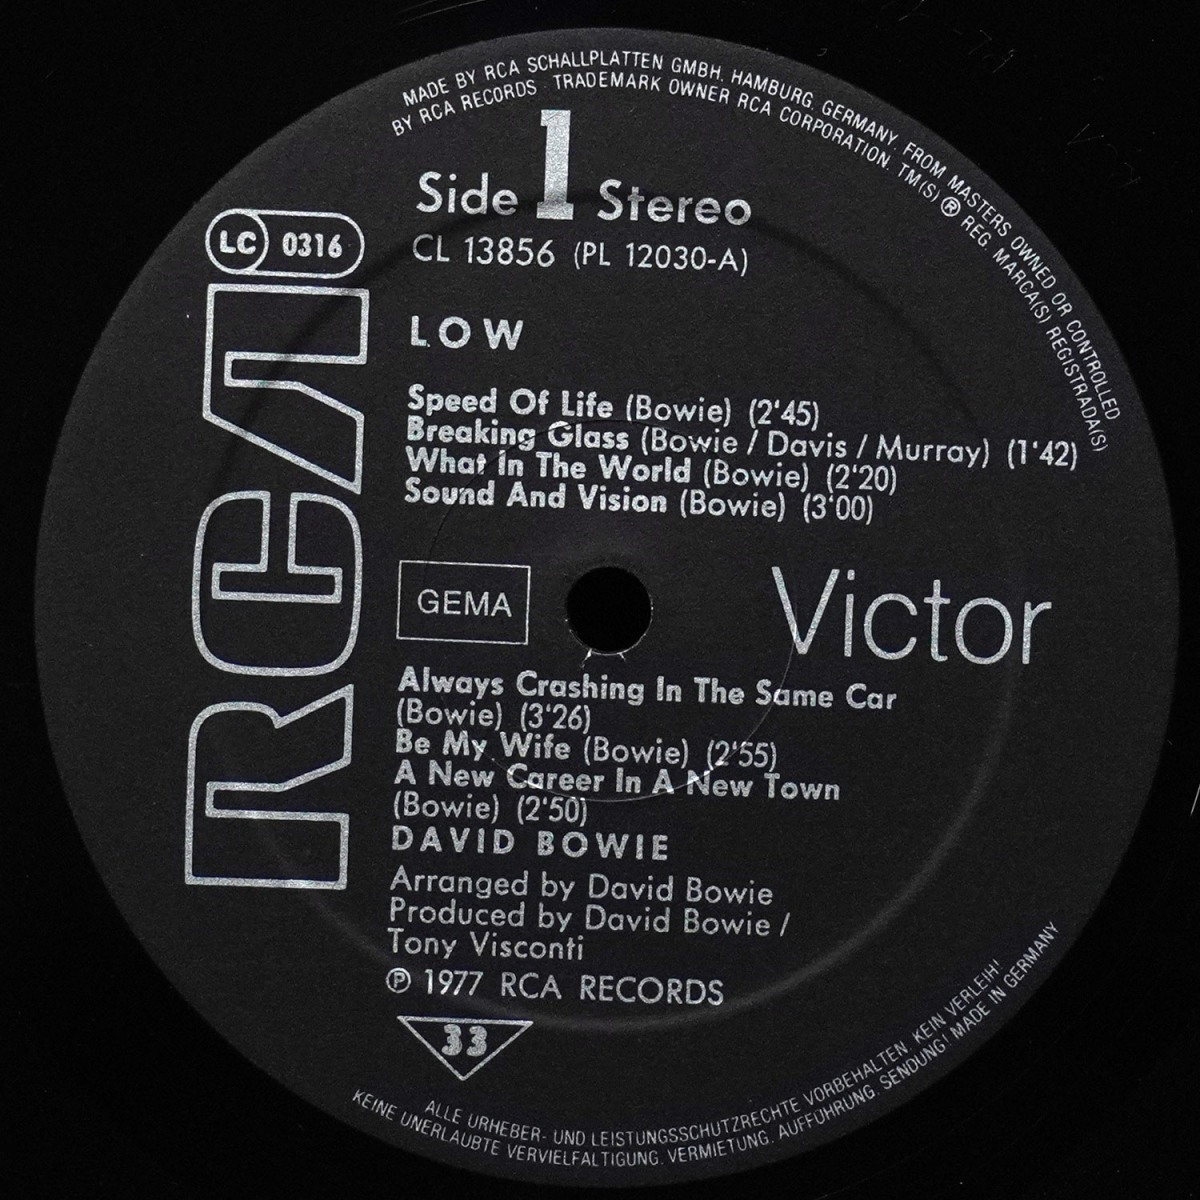 MADE BY RCA SCHALLPLATTEN GMBH. HAMBURG. GERMANY. FROM MASTERS OWNED OR CONTROLLED
BY RCA RECORDS TRADEMARK OWNER RCA CORPORATION. TM(S) ® REG. MARCA(S) REGISTRADA(S)
Side 1 Stereo
LC 0316
CL 13856 (PL 12030-A)
RCA
LOW
Speed Of Life (Bowie) (2'45)
Breaking Glass (Bowie / Davis / Murray) (1'42)
What In The World (Bowie) (2'20)
Sound And Vision (Bowie) (3'00)
GEMA
Victor
Always Crashing In The Same Car
(Bowie) (3'26)
Be My Wife (Bowie) (2'55)
A New Career In A New Town
(Bowie) (2'50)
DAVID BOWIE
Arranged by David Bowie
Produced by David Bowie /
Tony Visconti
℗ 1977 RCA RECORDS
33
ALLE URHEBER- UND LEISTUNGSSCHUTZRECHTE VORBEHALTEN. KEIN VERLEIH!
KEINE UNERLAUBTE VERVIELFALTIGUNG. VERMIETUNG. AUFFÜHRUNG. SENDUNG! MADE IN GERMANY